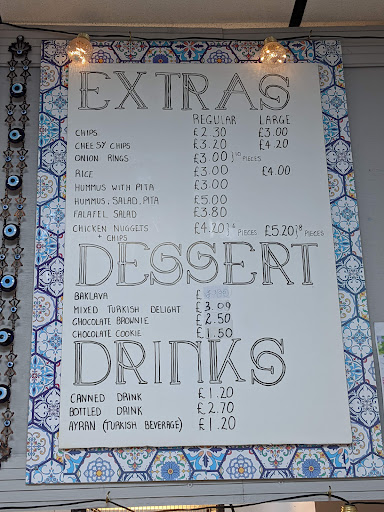 EXTRAS
REGULAR LARGE
CHIPS £2.30 £3.00
CHEESY CHIPS £3.20 £4.20
ONION RINGS £3.00 }10 PIECES
RICE £3.00 £4.00
HUMMUS WITH PITA £3.00
HUMMUS, SALAD, PITA £5.00
FALAFEL SALAD £3.80
CHICKEN NUGGETS + CHIPS £4.20 }6 PIECES £5.20 }8 PIECES
DESSERT
BAKLAVA £
MIXED TURKISH DELIGHT £3.00
CHOCOLATE BROWNIE £2.50
CHOCOLATE COOKIE £1.50
DRINKS
CANNED DRINK £1.20
BOTTLED DRINK £2.70
AYRAN (TURKISH BEVERAGE) £1.20